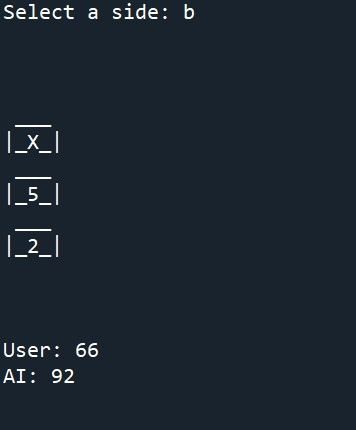 Select a side: b
 ___
|_X_|
 ___
|_5_|
 ___
|_2_|
User: 66
AI: 92